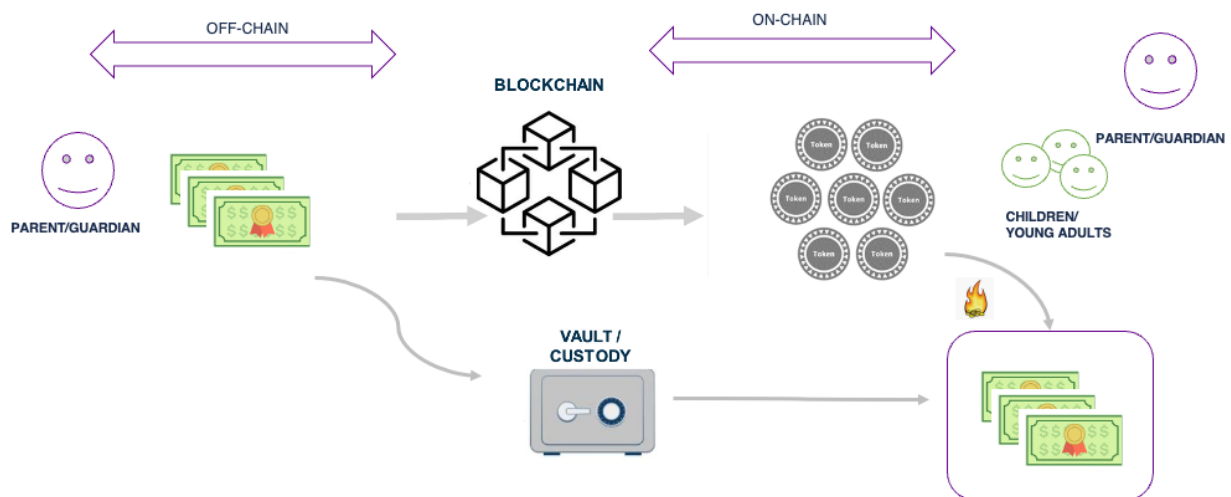 OFF-CHAIN
ON-CHAIN
BLOCKCHAIN
PARENT/GUARDIAN
$$ $$
$$ $$
$$ $$
$$ $$
Token
Token
Token
Token
Token
Token
Token
PARENT/GUARDIAN
CHILDREN/
YOUNG ADULTS
VAULT /
CUSTODY
$$ $$
$$ $$